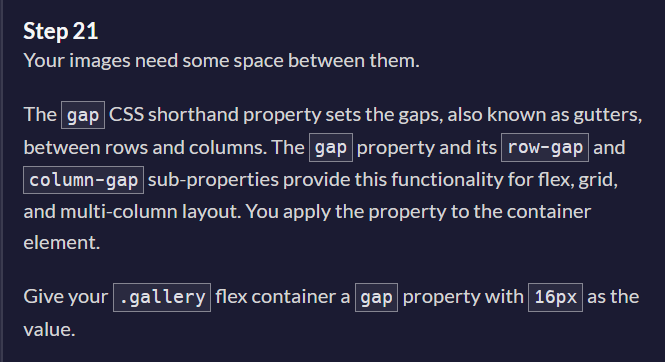 Step 21
Your images need some space between them.
The gap CSS shorthand property sets the gaps, also known as gutters,
between rows and columns. The gap property and its row-gap and
column-gap sub-properties provide this functionality for flex, grid,
and multi-column layout. You apply the property to the container
element.
Give your .gallery flex container a gap property with 16px as the
value.